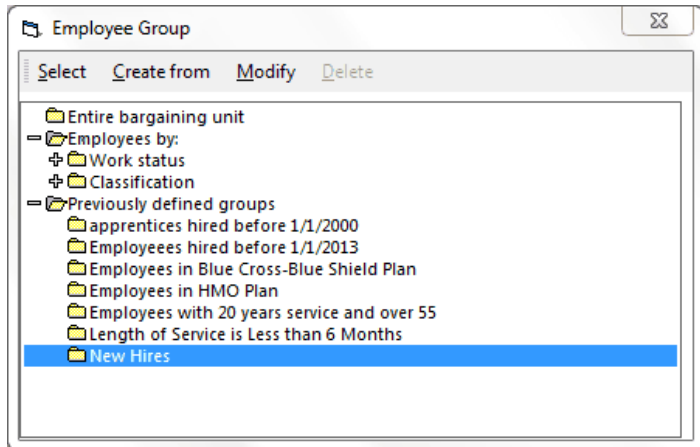 Employee Group
Select Create from Modify Delete
Entire bargaining unit
Employees by:
Work status
Classification
Previously defined groups
apprentices hired before 1/1/2000
Employeees hired before 1/1/2013
Employees in Blue Cross-Blue Shield Plan
Employees in HMO Plan
Employees with 20 years service and over 55
Length of Service is Less than 6 Months
New Hires